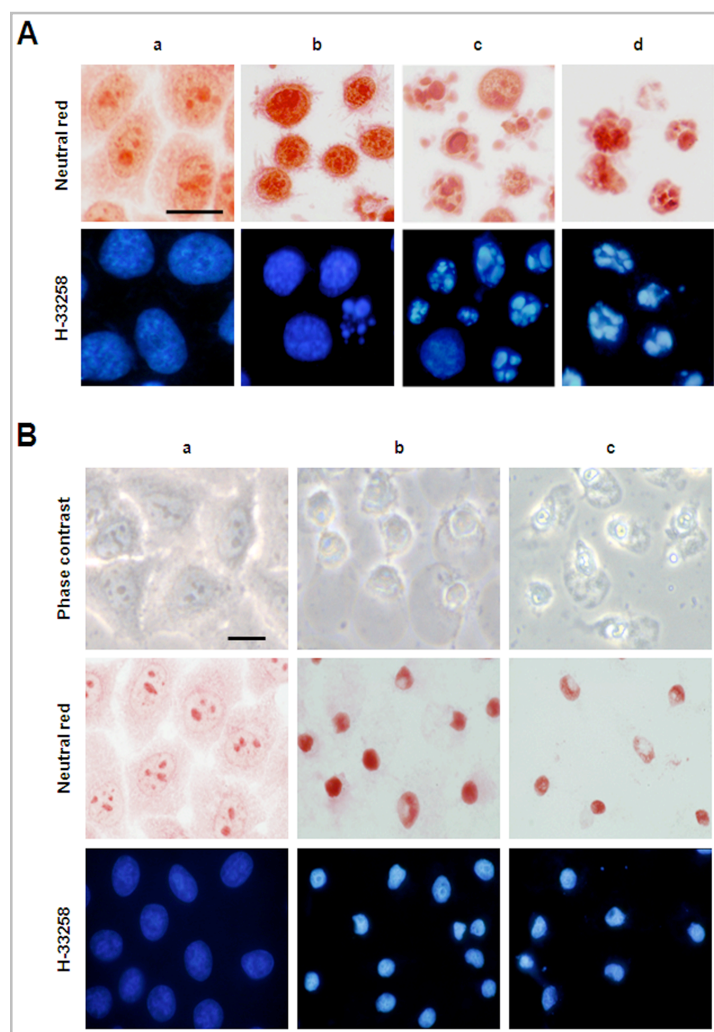 A
a b c d
Neutral red
H-33258
B
a b c
Phase contrast
Neutral red
H-33258